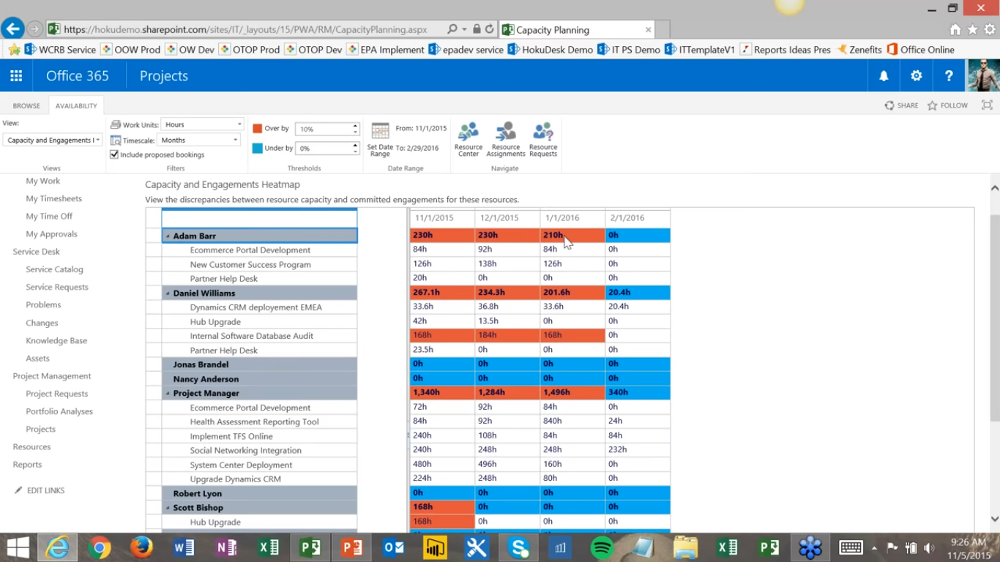 https://hokudemo.sharepoint.com/sites/IT/_layouts/15/PWA/RM/CapacityPlanning.aspx
Capacity Planning
WCRB Service OOW Prod OW Dev OTOP Prod OTOP Dev EPA Implement epadev service HokuDesk Demo IT PS Demo ITTemplateV1 Reports Ideas Pres Zenefits Office Online
Office 365 Projects
BROWSE AVAILABILITY SHARE FOLLOW
View:
Capacity and Engagements
Work Units: Hours
Timescale: Months
Include proposed bookings
Over by 10%
Under by 0%
Set Date Range
From: 11/1/2015
To: 2/29/2016
Resource Center
Resource Assignments
Resource Requests
Views Filters Thresholds Date Range Navigate
My Work
My Timesheets
My Time Off
My Approvals
Service Desk
Service Catalog
Service Requests
Problems
Changes
Knowledge Base
Assets
Project Management
Project Requests
Portfolio Analyses
Projects
Resources
Reports
EDIT LINKS
Capacity and Engagements Heatmap
View the discrepancies between resource capacity and committed engagements for these resources.
11/1/2015 12/1/2015 1/1/2016 2/1/2016
Adam Barr 230h 230h 210h 0h
Ecommerce Portal Development 84h 92h 84h 0h
New Customer Success Program 126h 138h 126h 0h
Partner Help Desk 20h 0h 0h 0h
Daniel Williams 267.1h 234.3h 201.6h 20.4h
Dynamics CRM deployement EMEA 33.6h 36.8h 33.6h 20.4h
Hub Upgrade 42h 13.5h 0h 0h
Internal Software Database Audit 168h 184h 168h 0h
Partner Help Desk 23.5h 0h 0h 0h
Jonas Brandel 0h 0h 0h 0h
Nancy Anderson 0h 0h 0h 0h
Project Manager 1,340h 1,284h 1,496h 340h
Ecommerce Portal Development 72h 92h 84h 0h
Health Assessment Reporting Tool 84h 92h 840h 24h
Implement TFS Online 240h 108h 84h 84h
Social Networking Integration 240h 248h 248h 232h
System Center Deployment 480h 496h 160h 0h
Upgrade Dynamics CRM 224h 248h 80h 0h
Robert Lyon 0h 0h 0h 0h
Scott Bishop 168h 0h 0h 0h
Hub Upgrade 168h 0h 0h 0h
9:26 AM
11/5/2015